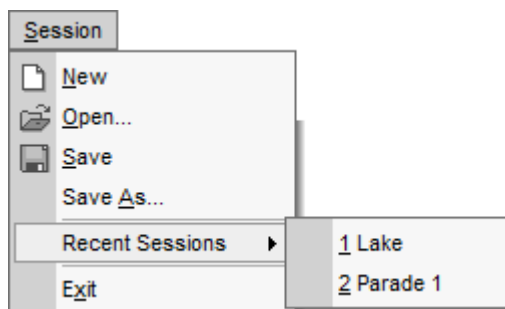 Session
New
Open...
Save
Save As...
Recent Sessions
1 Lake
2 Parade 1
Exit